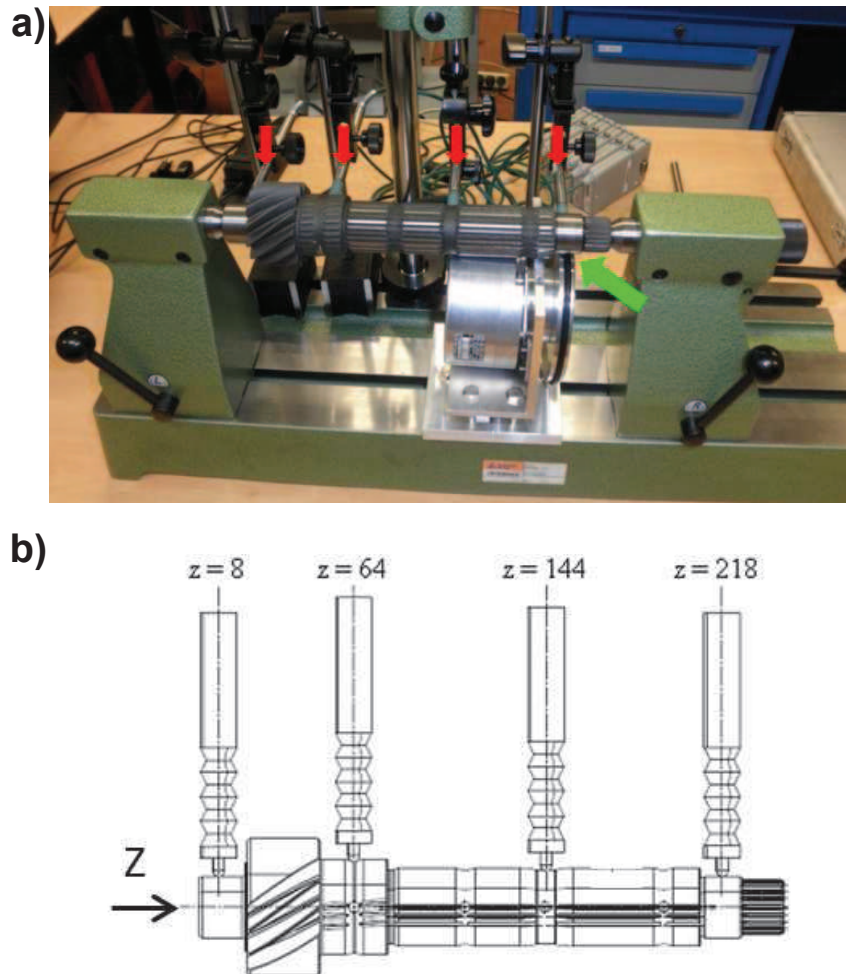 a)
b)
z = 8
z = 64
z = 144
z = 218
Z